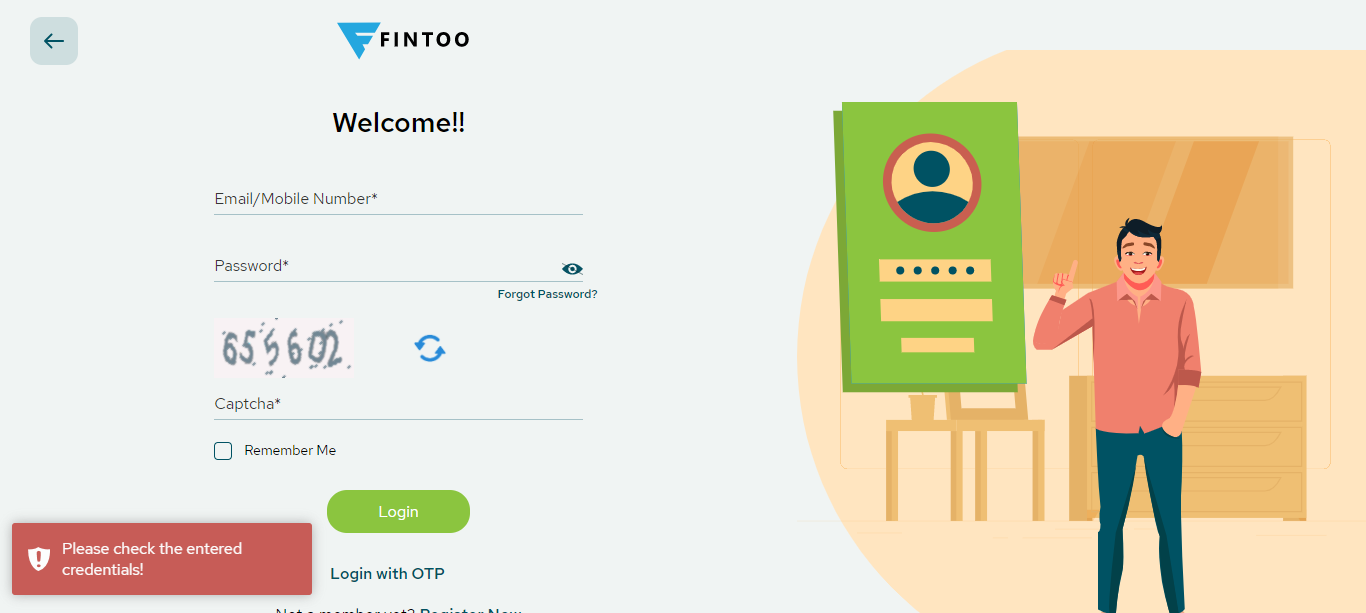 FINTOO
Welcome!!
Email/Mobile Number*
Password*
Forgot Password?
655602
Captcha*
Remember Me
Login
Please check the entered
credentials!
Login with OTP
Not a member yet? Register Now